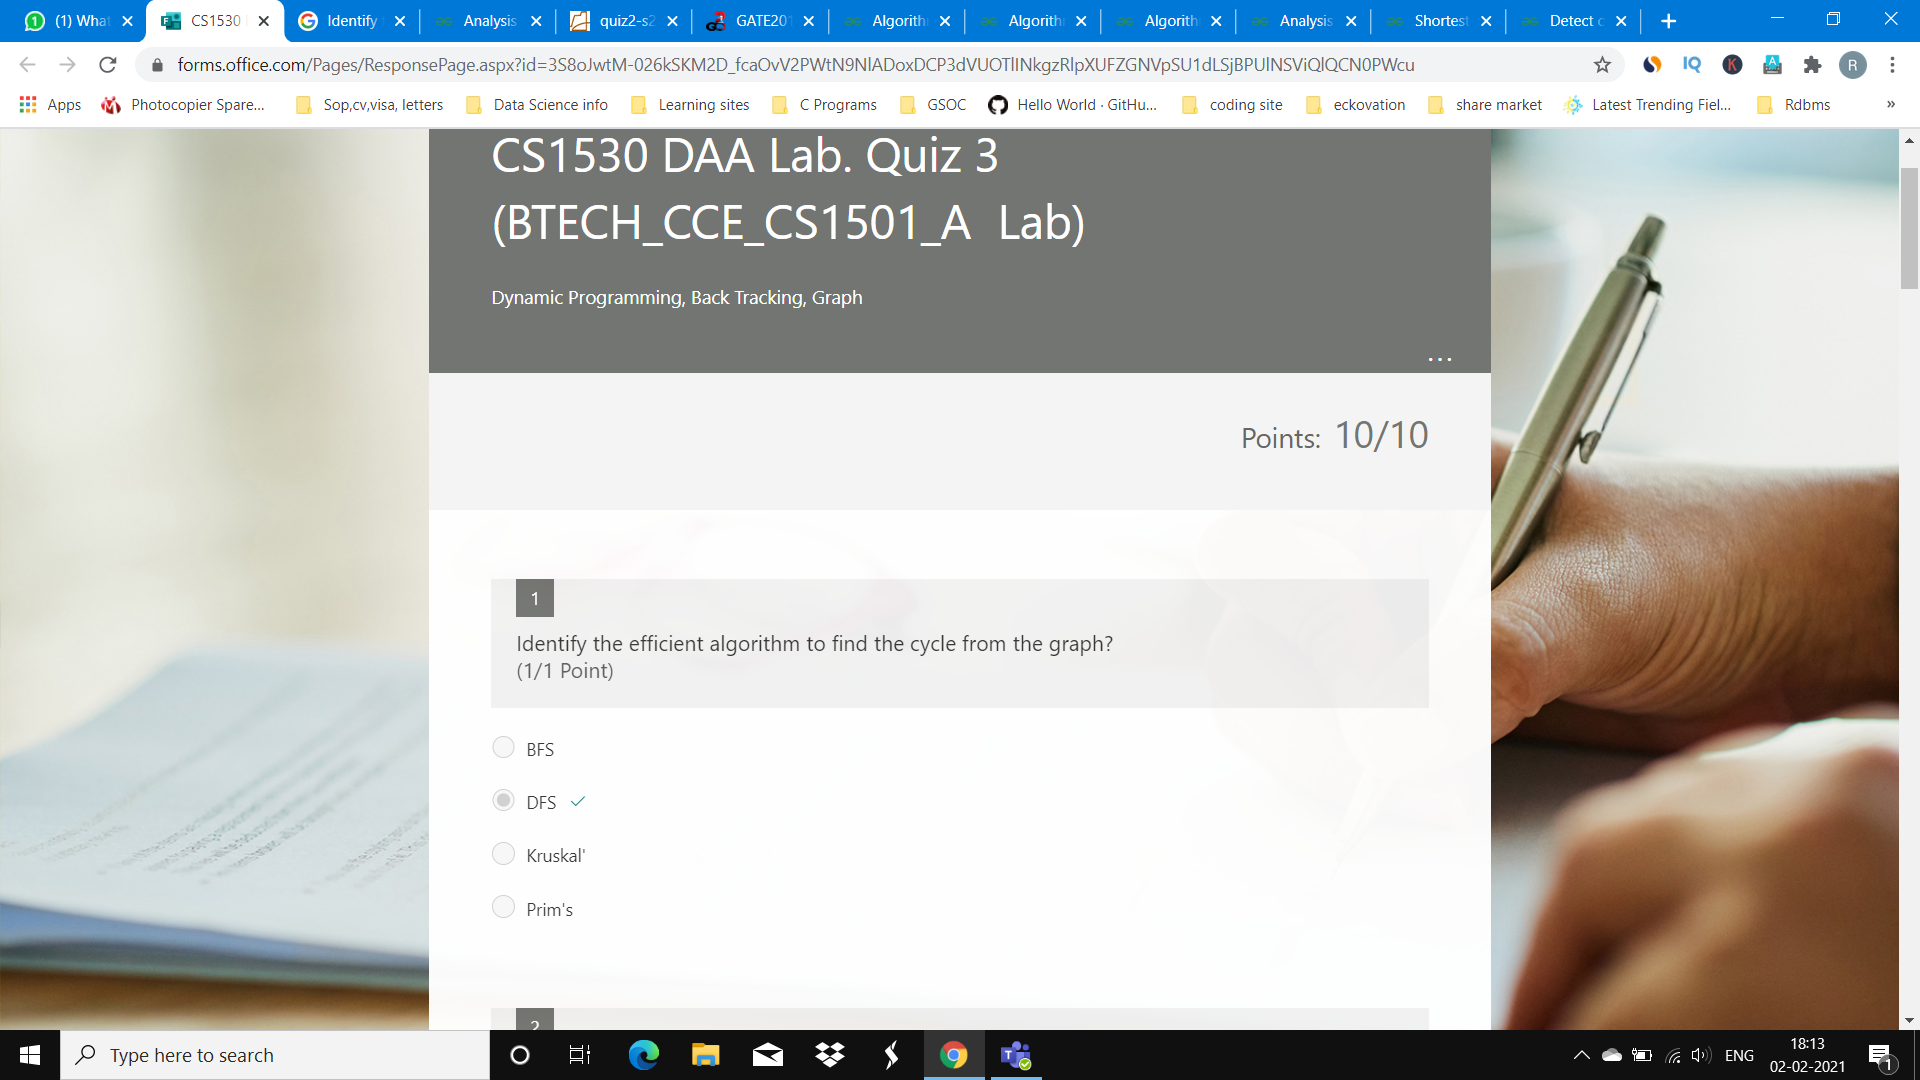 (1) What
CS1530
Identify
Analysis
quiz2-s2
GATE201
Algorith
Algorith
Algorith
Analysis
Shortest
Detect c
forms.office.com/Pages/ResponsePage.aspx?id=3S8oJwtM-026kSKM2D_fcaOvV2PWtN9NlADoxDCP3dVUOTlINkgzRlpXUFZGNVpSU1dLSjBPUlNSViQlQCN0PWcu
R
Apps
Photocopier Spare...
Sop,cv,visa, letters
Data Science info
Learning sites
C Programs
GSOC
Hello World · GitHu...
coding site
eckovation
share market
Latest Trending Fiel...
Rdbms
»
CS1530 DAA Lab. Quiz 3
(BTECH_CCE_CS1501_A Lab)
Dynamic Programming, Back Tracking, Graph
...
Points: 10/10
1
Identify the efficient algorithm to find the cycle from the graph?
(1/1 Point)
BFS
DFS
Kruskal'
Prim's
2
Type here to search
ENG
18:13
02-02-2021
1